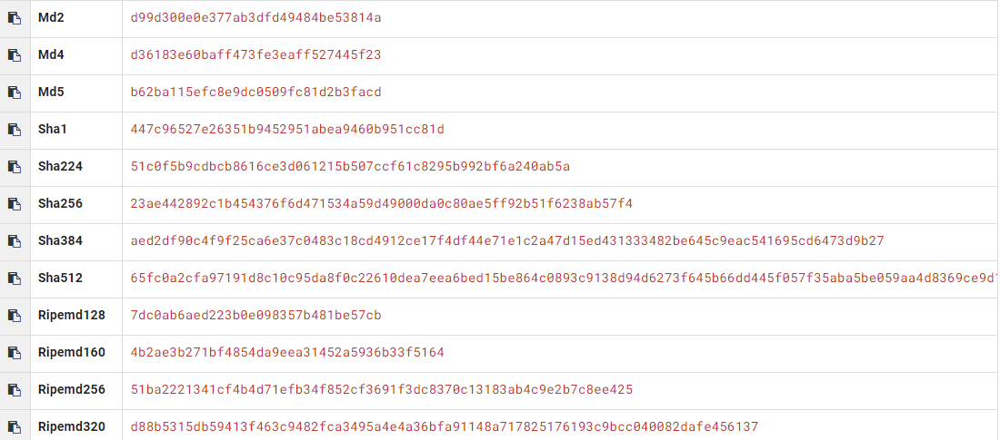 Md2 d99d300e0e377ab3dfd49484be53814a
Md4 d36183e60baff473fe3eaff527445f23
Md5 b62ba115efc8e9dc0509fc81d2b3facd
Sha1 447c96527e26351b9452951abea9460b951cc81d
Sha224 51c0f5b9cdbcb8616ce3d061215b507ccf61c8295b992bf6a240ab5a
Sha256 23ae442892c1b454376f6d471534a59d49000da0c80ae5ff92b51f6238ab57f4
Sha384 aed2df90c4f9f25ca6e37c0483c18cd4912ce17f4df44e71e1c2a47d15ed431333482be645c9eac541695cd6473d9b27
Sha512 65fc0a2cfa97191d8c10c95da8f0c22610dea7eea6bed15be864c0893c9138d94d6273f645b66dd445f057f35aba5be059aa4d8369ce9d
Ripemd128 7dc0ab6aed223b0e098357b481be57cb
Ripemd160 4b2ae3b271bf4854da9eea31452a5936b33f5164
Ripemd256 51ba2221341cf4b4d71efb34f852cf3691f3dc8370c13183ab4c9e2b7c8ee425
Ripemd320 d88b5315db59413f463c9482fca3495a4e4a36bfa91148a717825176193c9bcc040082dafe456137